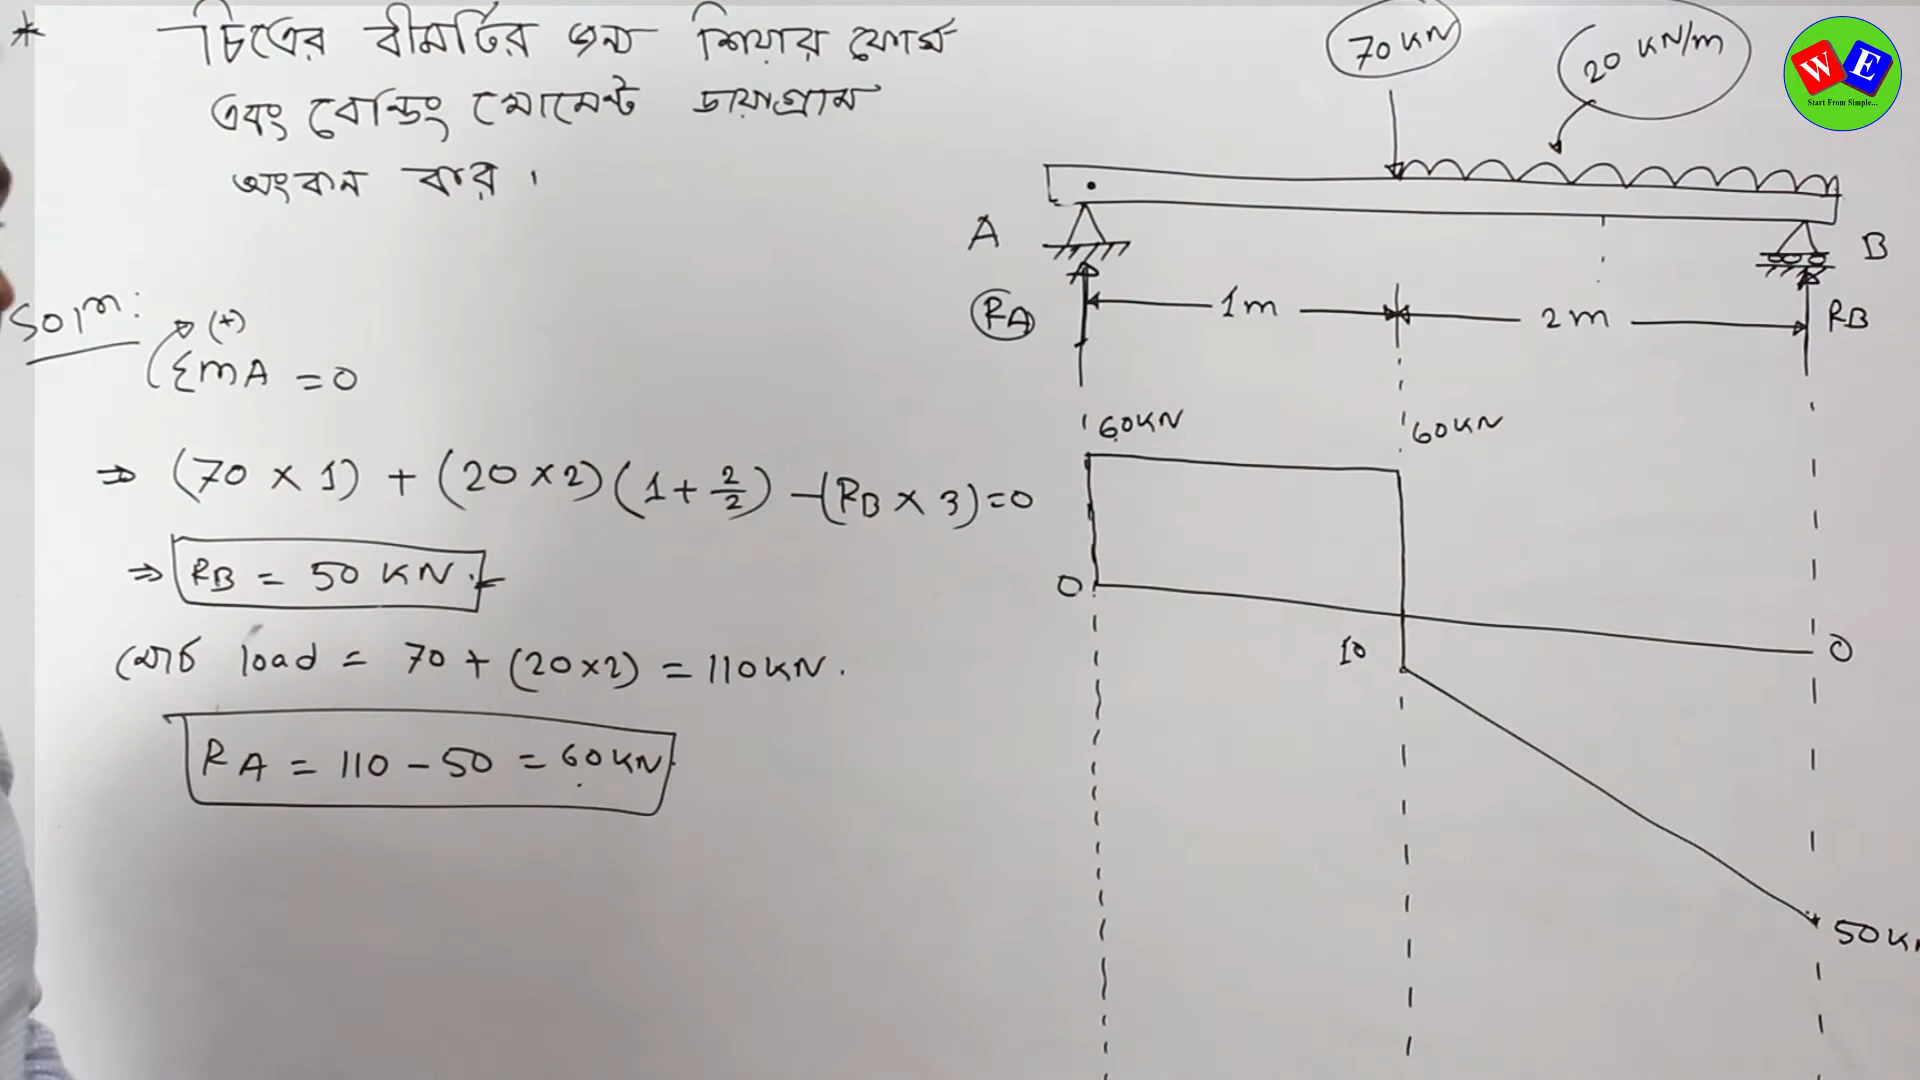 * চিত্রের বীমটির জন্য শিয়ার ফোর্স
এবং বেন্ডিং মোমেন্ট ডায়াগ্রাম
অংকন কর।
Soln:
(+)
ΣMA = 0
⇒ (70 × 1) + (20 × 2)(1 + 2/2) - (RB × 3) = 0
⇒ RB = 50 KN.
মোট load = 70 + (20×2) = 110 KN.
RA = 110 - 50 = 60 KN
70 KN
20 KN/m
A
B
RA
1m
2m
RB
60 KN
60 KN
0
10
0
50 K
W E
Start From Simple...